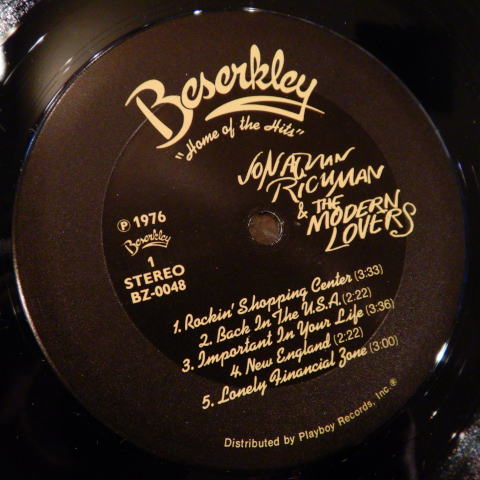 Beserkley
"Home of the Hits"
JONATHAN
RICHMAN
& THE
MODERN
LOVERS
℗ 1976
Beserkley
1
STEREO
BZ-0048
1. Rockin' Shopping Center (3:33)
2. Back In The U.S.A. (2:22)
3. Important In Your Life (3:36)
4. New England (2:22)
5. Lonely Financial Zone (3:00)
Distributed by Playboy Records, Inc.®